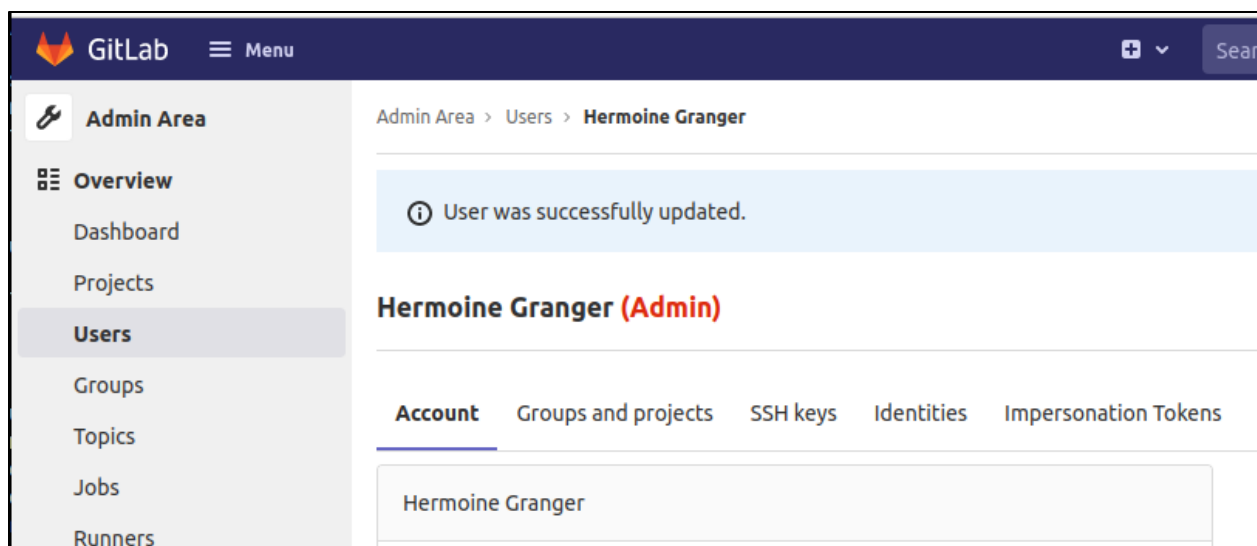 GitLab Menu
Admin Area
Overview
Dashboard
Projects
Users
Groups
Topics
Jobs
Runners
Admin Area > Users > Hermoine Granger
User was successfully updated.
Hermoine Granger (Admin)
Account Groups and projects SSH keys Identities Impersonation Tokens
Hermoine Granger